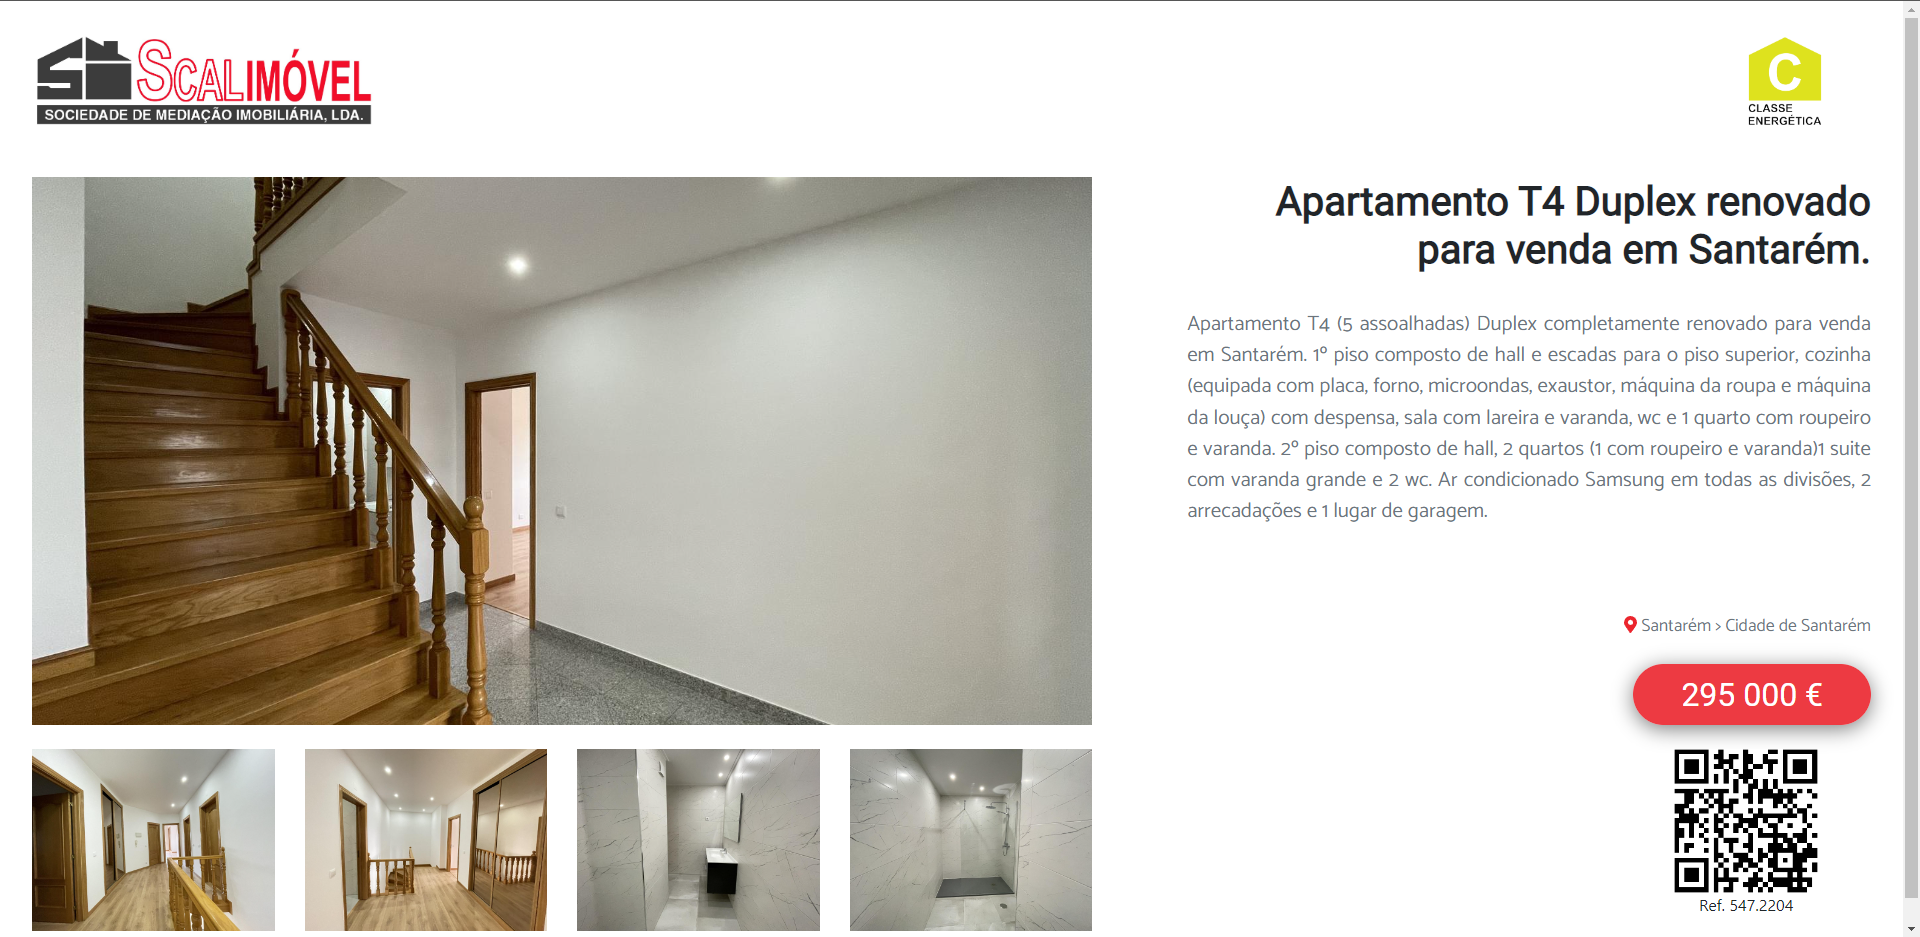 SCALIMÓVEL
SOCIEDADE DE MEDIAÇÃO IMOBILIÁRIA, LDA.
C
CLASSE
ENERGÉTICA
Apartamento T4 Duplex renovado
para venda em Santarém.
Apartamento T4 (5 assoalhadas) Duplex completamente renovado para venda
em Santarém. 1º piso composto de hall e escadas para o piso superior, cozinha
(equipada com placa, forno, microondas, exaustor, máquina da roupa e máquina
da louça) com despensa, sala com lareira e varanda, wc e 1 quarto com roupeiro
e varanda. 2º piso composto de hall, 2 quartos (1 com roupeiro e varanda)1 suite
com varanda grande e 2 wc. Ar condicionado Samsung em todas as divisões, 2
arrecadações e 1 lugar de garagem.
Santarém > Cidade de Santarém
295 000 €
Ref. 547.2204